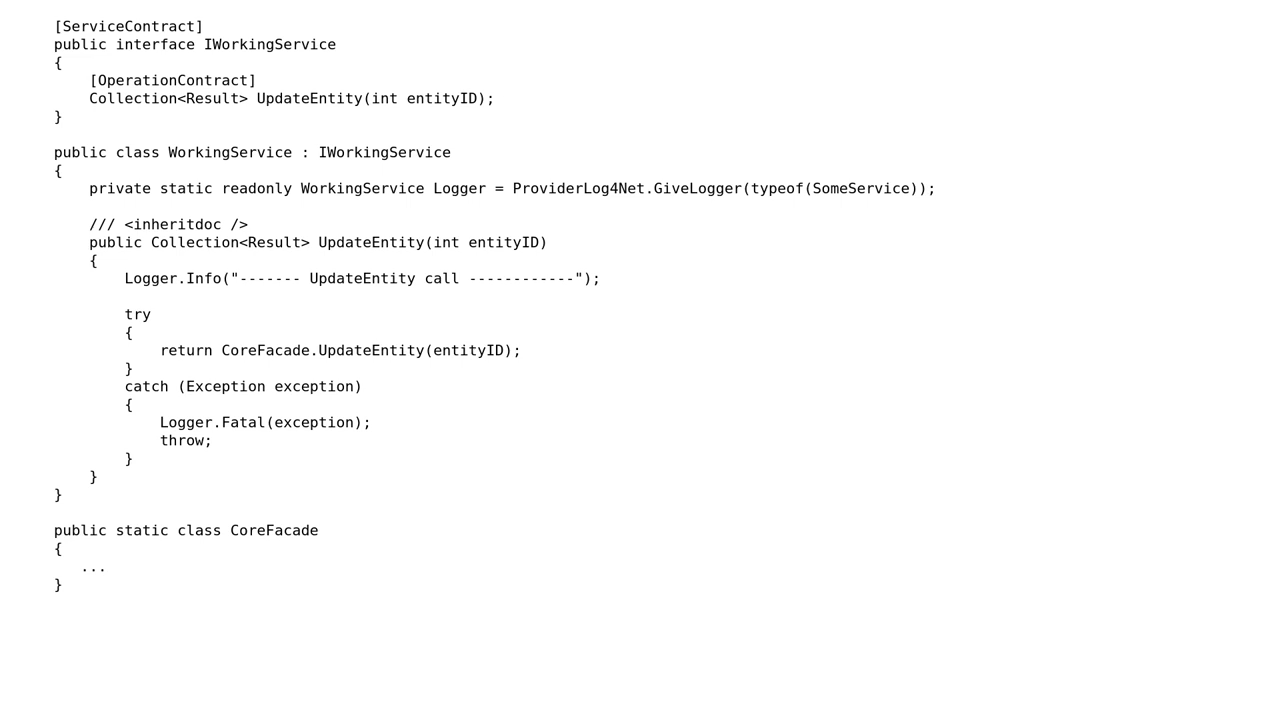 [ServiceContract]
public interface IWorkingService
{
    [OperationContract]
    Collection<Result> UpdateEntity(int entityID);
}

public class WorkingService : IWorkingService
{
    private static readonly WorkingService Logger = ProviderLog4Net.GiveLogger(typeof(SomeService));

    /// <inheritdoc />
    public Collection<Result> UpdateEntity(int entityID)
    {
        Logger.Info("------- UpdateEntity call ------------");

        try
        {
            return CoreFacade.UpdateEntity(entityID);
        }
        catch (Exception exception)
        {
            Logger.Fatal(exception);
            throw;
        }
    }
}

public static class CoreFacade
{
   ...
}